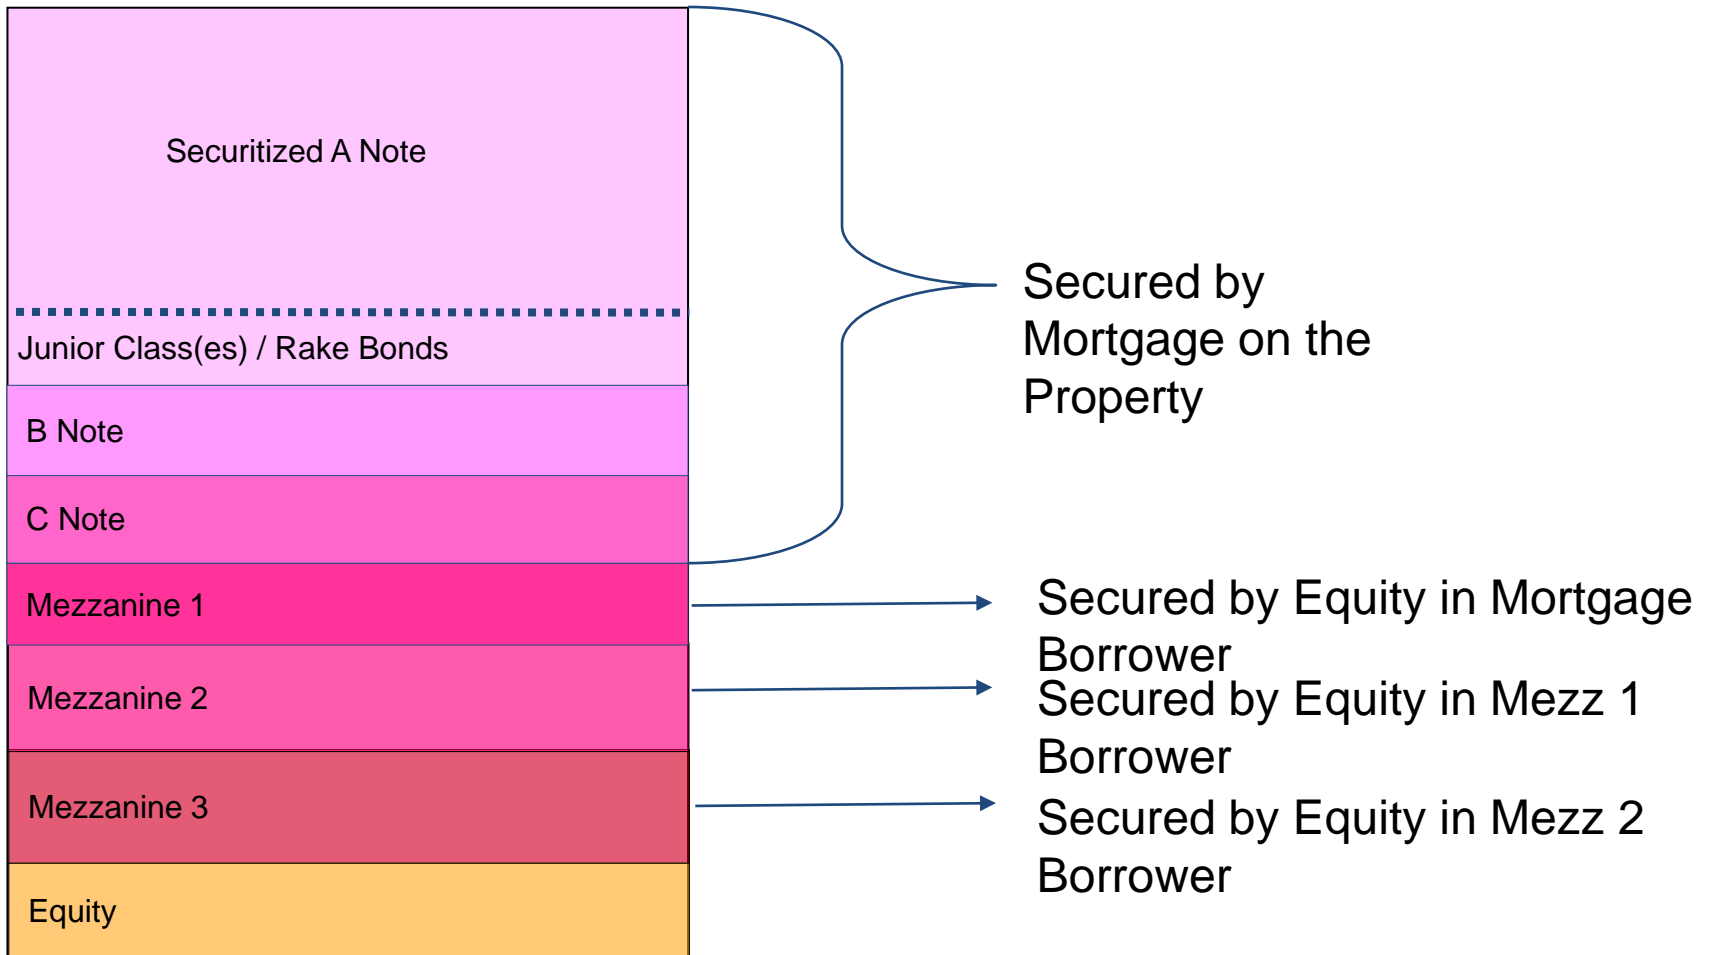 Securitized A Note
Junior Class(es) / Rake Bonds
B Note
C Note
Mezzanine 1
Mezzanine 2
Mezzanine 3
Equity
Secured by
Mortgage on the
Property
Secured by Equity in Mortgage
Borrower
Secured by Equity in Mezz 1
Borrower
Secured by Equity in Mezz 2
Borrower